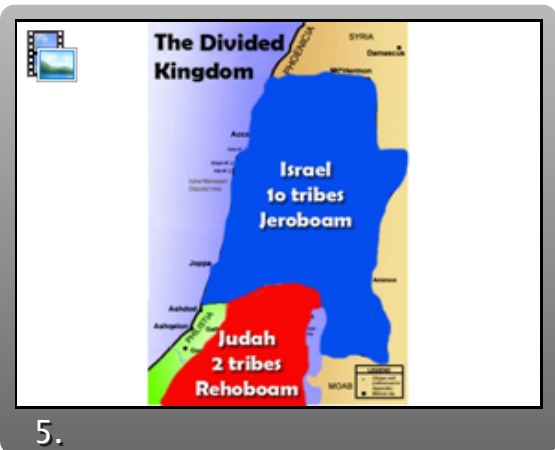 The Divided
Kingdom
PHOENICIA
SYRIA
Damascus
Mt Hermon
Acco
Israel
10 tribes
Jeroboam
Joppa
Ammon
Ashdod
Ashqelon
PHILISTIA
Judah
2 tribes
Rehoboam
MOAB
LEGEND
5.